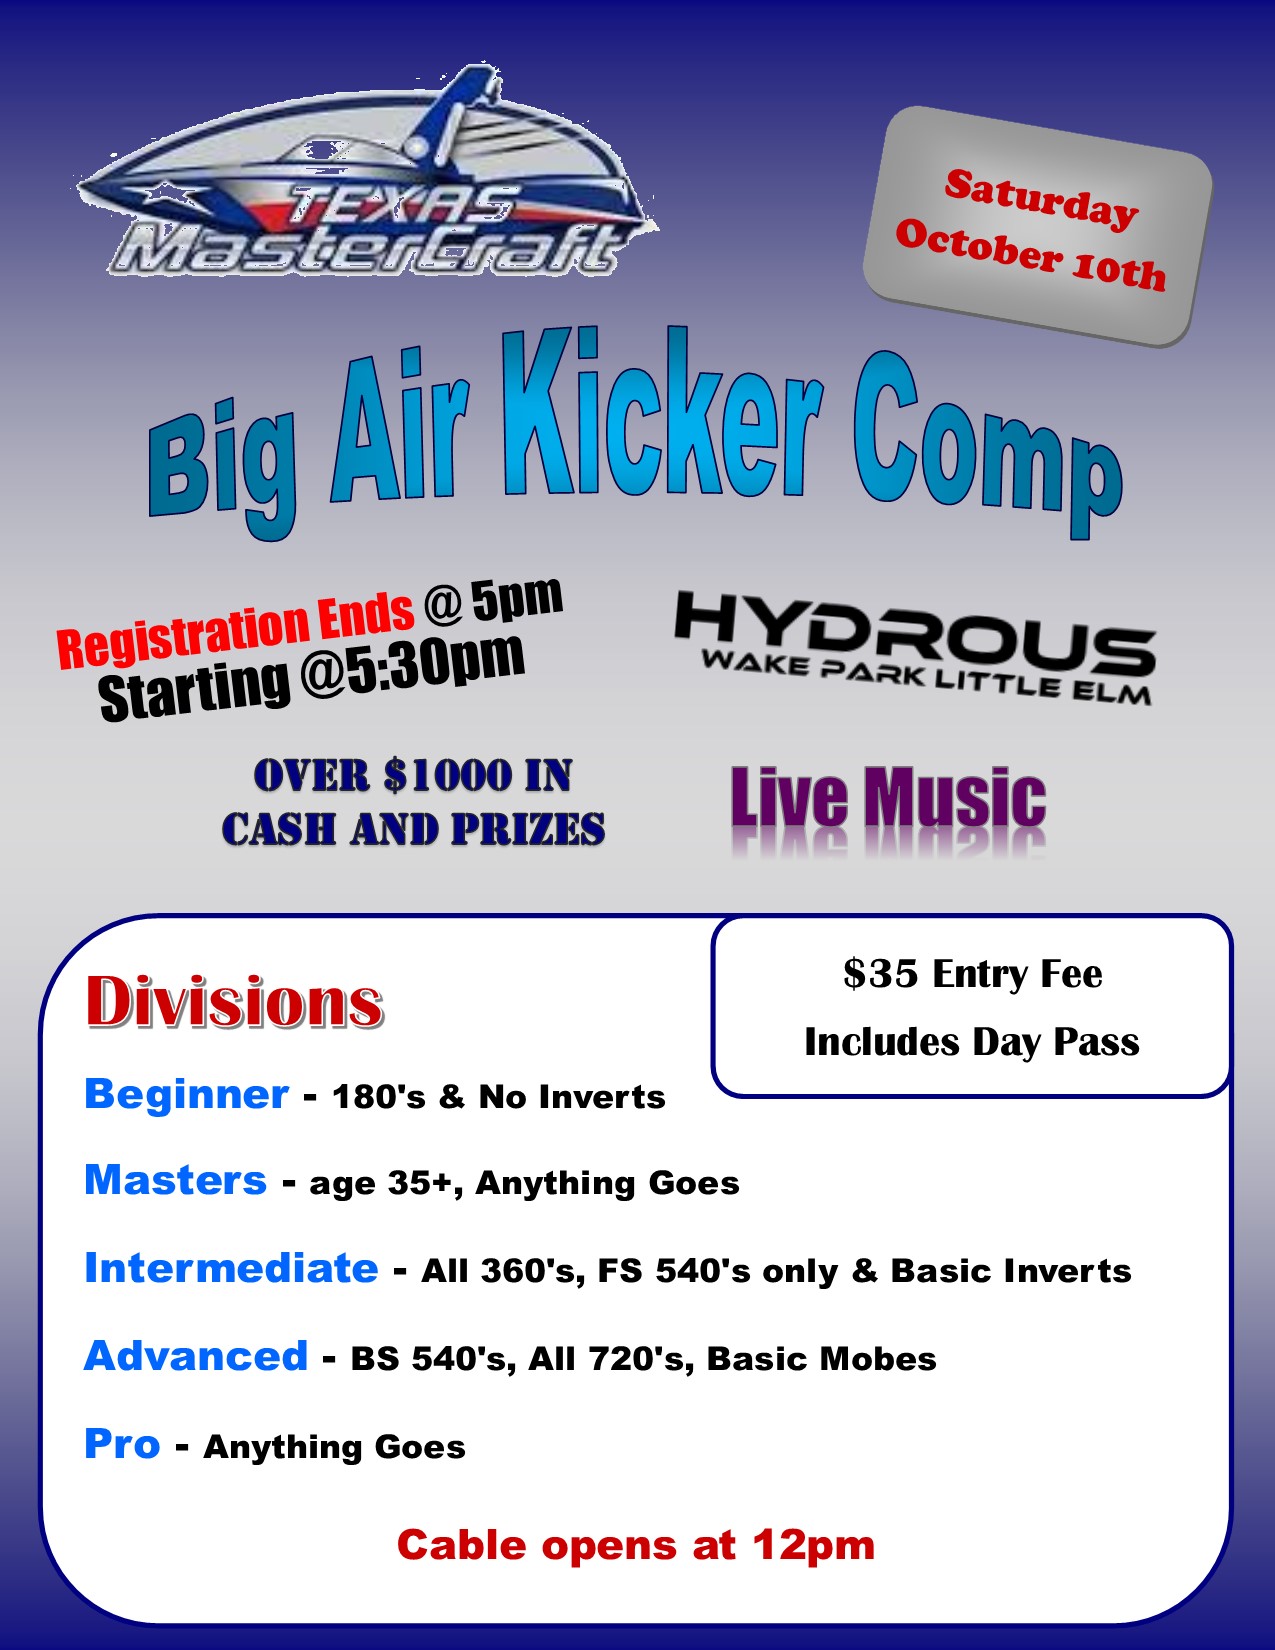 TEXAS
MasterCraft
Saturday
October 10th
Big Air Kicker Comp
Registration Ends @ 5pm
Starting @5:30pm
HYDROUS
WAKE PARK LITTLE ELM
OVER $1000 IN
CASH AND PRIZES
Live Music
$35 Entry Fee
Includes Day Pass
Divisions
Beginner - 180's & No Inverts
Masters - age 35+, Anything Goes
Intermediate - All 360's, FS 540's only & Basic Inverts
Advanced - BS 540's, All 720's, Basic Mobes
Pro - Anything Goes
Cable opens at 12pm